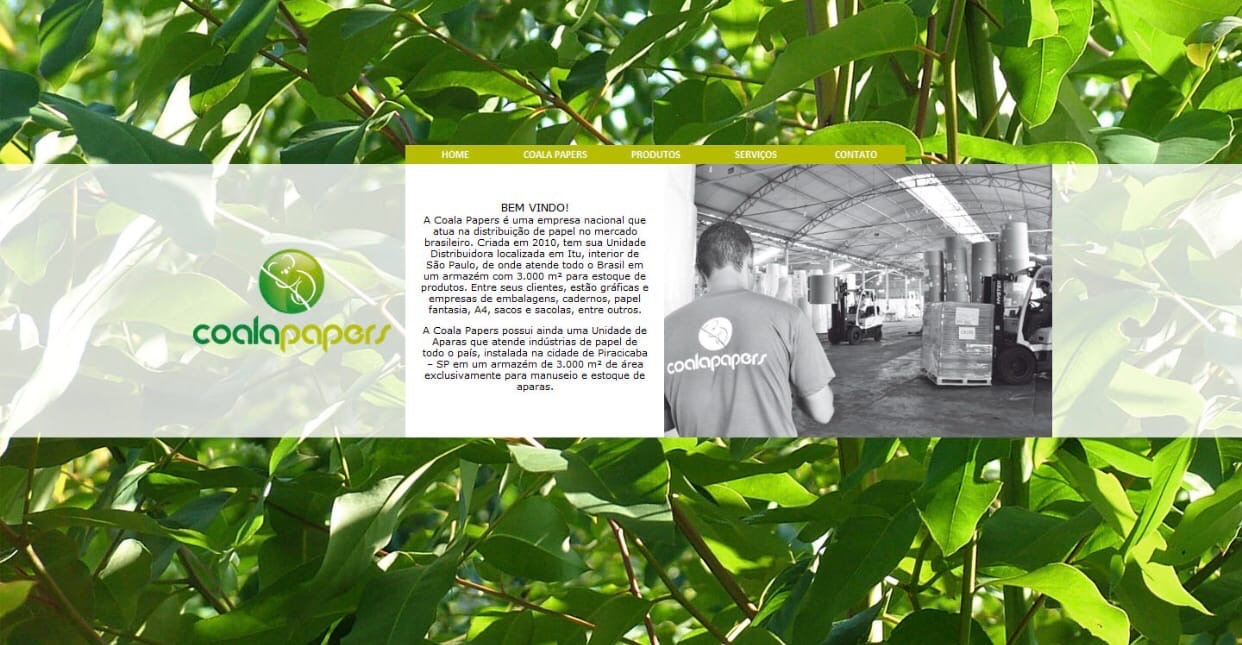 HOME COALA PAPERS PRODUTOS SERVIÇOS CONTATO
BEM VINDO!
A Coala Papers é uma empresa nacional que
atua na distribuição de papel no mercado
brasileiro. Criada em 2010, tem sua Unidade
Distribuidora localizada em Itu, interior de
São Paulo, de onde atende todo o Brasil em
um armazém com 3.000 m² para estoque de
produtos. Entre seus clientes, estão gráficas e
empresas de embalagens, cadernos, papel
fantasia, A4, sacos e sacolas, entre outros.
A Coala Papers possui ainda uma Unidade de
Aparas que atende indústrias de papel de
todo o país, instalada na cidade de Piracicaba
– SP em um armazém de 3.000 m² de área
exclusivamente para manuseio e estoque de
aparas.
coalapapers
coalapapers
HYSTER